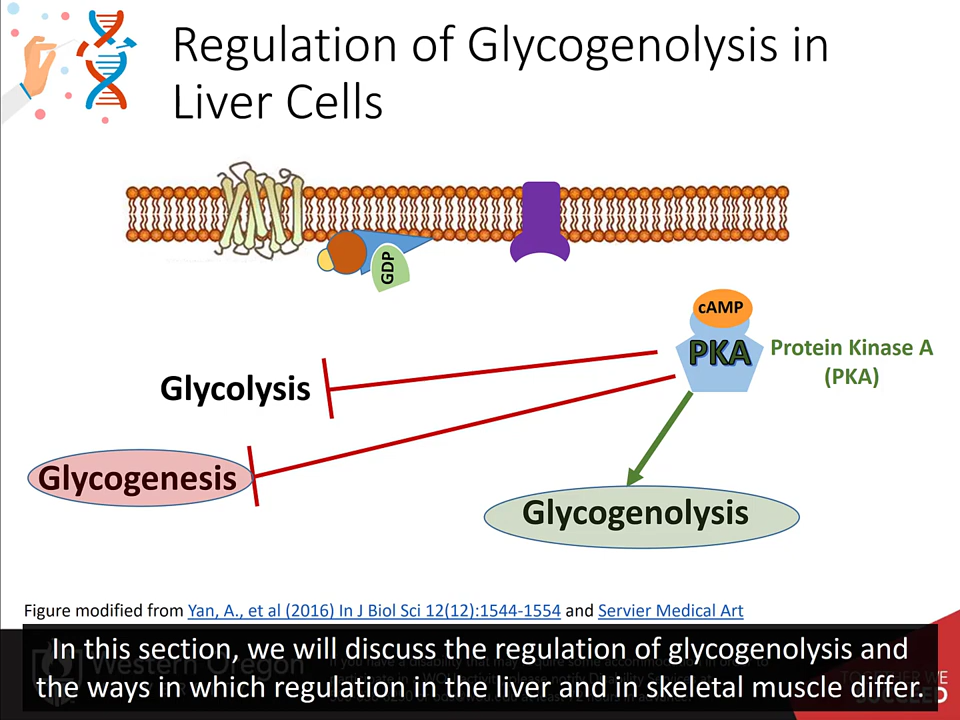 Regulation of Glycogenolysis in
Liver Cells
GDP
cAMP
PKA
Protein Kinase A
(PKA)
Glycolysis
Glycogenesis
Glycogenolysis
Figure modified from Yan, A., et al (2016) In J Biol Sci 12(12):1544-1554 and Servier Medical Art
In this section, we will discuss the regulation of glycogenolysis and
the ways in which regulation in the liver and in skeletal muscle differ.
Western Oregon